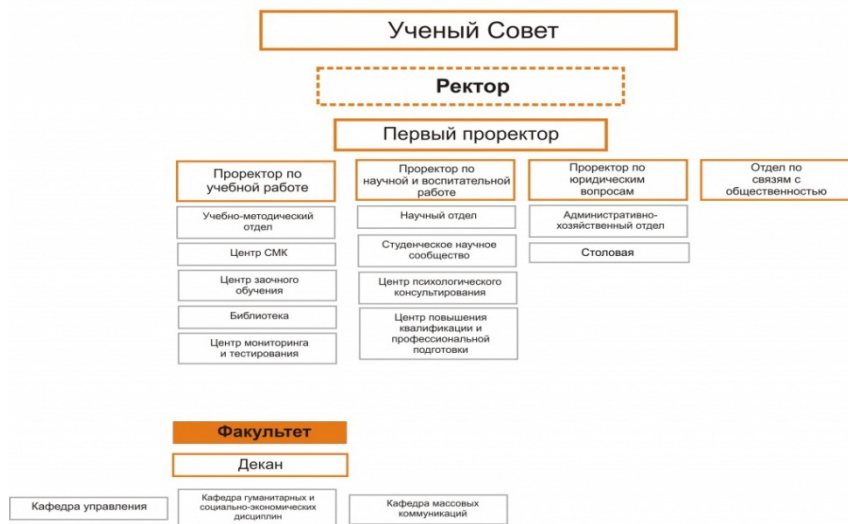 Ученый Совет
Ректор
Первый проректор
Проректор по
учебной работе
Учебно-методический
отдел
Центр СМК
Центр заочного
обучения
Библиотека
Центр мониторинга
и тестирования
Проректор по
научной и воспитательной
работе
Научный отдел
Студенческое научное
сообщество
Центр психологического
консультирования
Центр повышения
квалификации и
профессиональной
подготовки
Проректор по
юридическим
вопросам
Административно-
хозяйственный отдел
Столовая
Отдел по
связям с
общественностью
Факультет
Декан
Кафедра управления
Кафедра гуманитарных и
социально-экономических
дисциплин
Кафедра массовых
коммуникаций